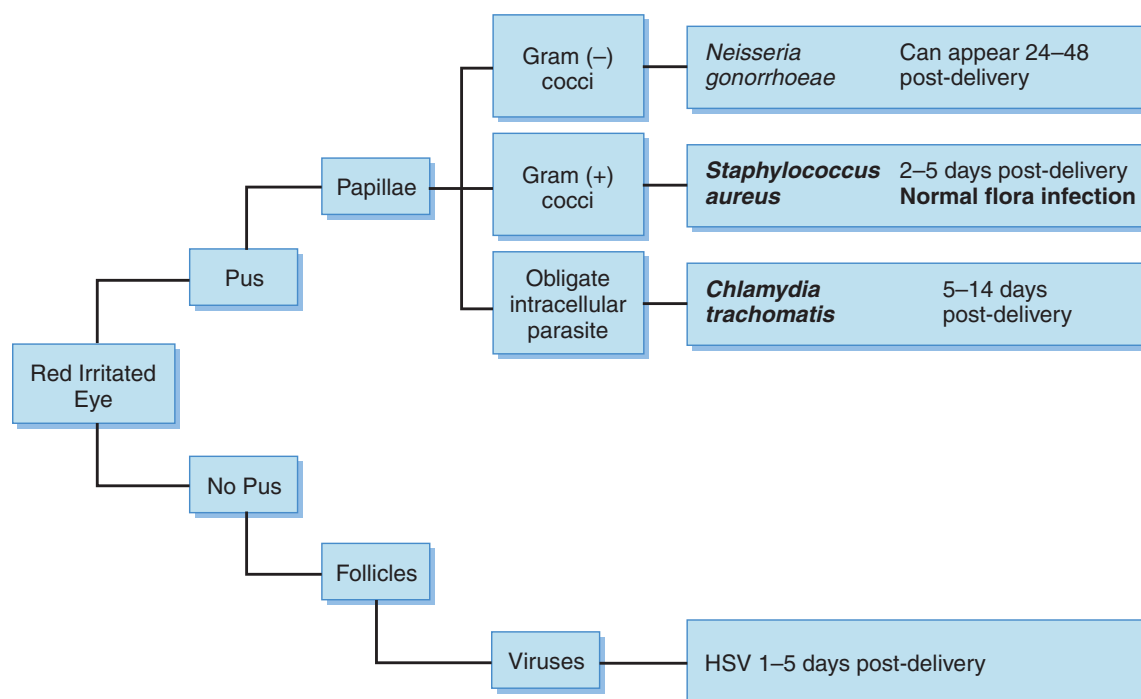 Gram (–)
cocci
Neisseria
gonorrhoeae
Can appear 24–48
post-delivery
Papillae
Gram (+)
cocci
Staphylococcus
aureus
2–5 days post-delivery
Normal flora infection
Pus
Obligate
intracellular
parasite
Chlamydia
trachomatis
5–14 days
post-delivery
Red Irritated
Eye
No Pus
Follicles
Viruses
HSV 1–5 days post-delivery